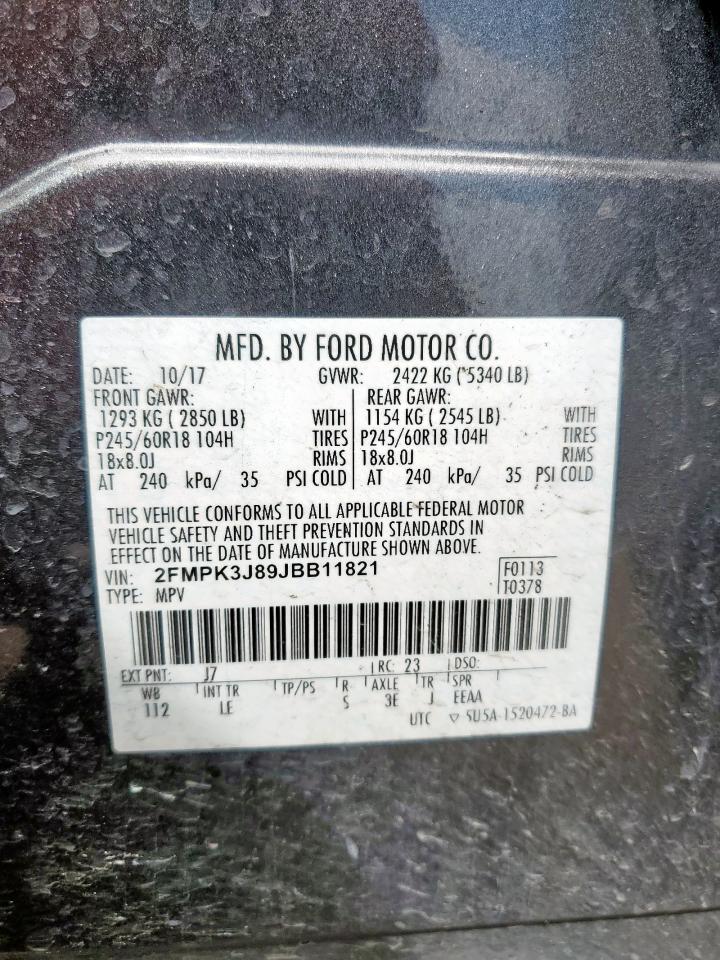 MFD. BY FORD MOTOR CO.
DATE: 10/17 GVWR: 2422 KG ( 5340 LB)
FRONT GAWR: REAR GAWR:
1293 KG ( 2850 LB) WITH 1154 KG ( 2545 LB) WITH
P245/60R18 104H TIRES P245/60R18 104H TIRES
18x8.0J RIMS 18x8.0J RIMS
AT 240 kPa/ 35 PSI COLD AT 240 kPa/ 35 PSI COLD
THIS VEHICLE CONFORMS TO ALL APPLICABLE FEDERAL MOTOR
VEHICLE SAFETY AND THEFT PREVENTION STANDARDS IN
EFFECT ON THE DATE OF MANUFACTURE SHOWN ABOVE.
VIN: 2FMPK3J89JBB11821 F0113
TYPE: MPV T0378
EXT PNT: J7 RC: 23 DSO:
WB INT TR TP/PS R AXLE TR SPR
112 LE S 3E J EEAA
UTC ▽ 5U5A-1520472-BA